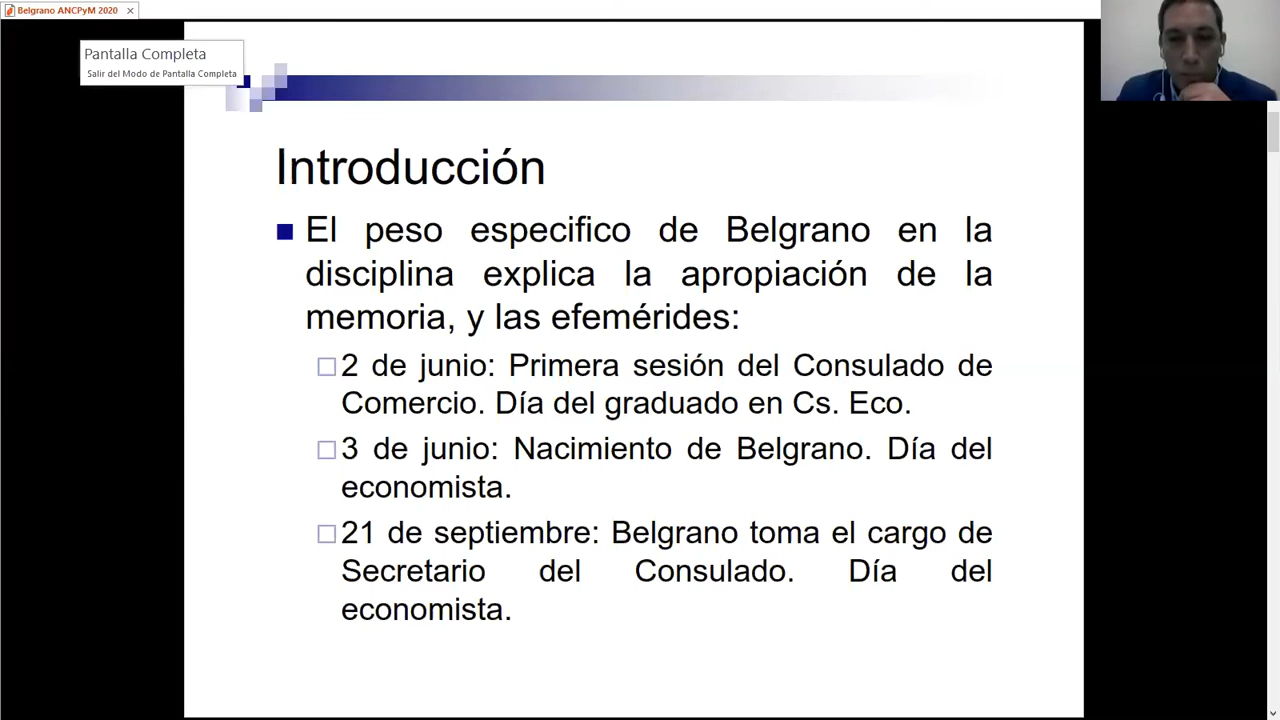 Belgrano ANCPyM 2020
Pantalla Completa
Salir del Modo de Pantalla Completa
Introducción
El peso especifico de Belgrano en la
disciplina explica la apropiación de la
memoria, y las efemérides:
2 de junio: Primera sesión del Consulado de
Comercio. Día del graduado en Cs. Eco.
3 de junio: Nacimiento de Belgrano. Día del
economista.
21 de septiembre: Belgrano toma el cargo de
Secretario del Consulado. Día del
economista.